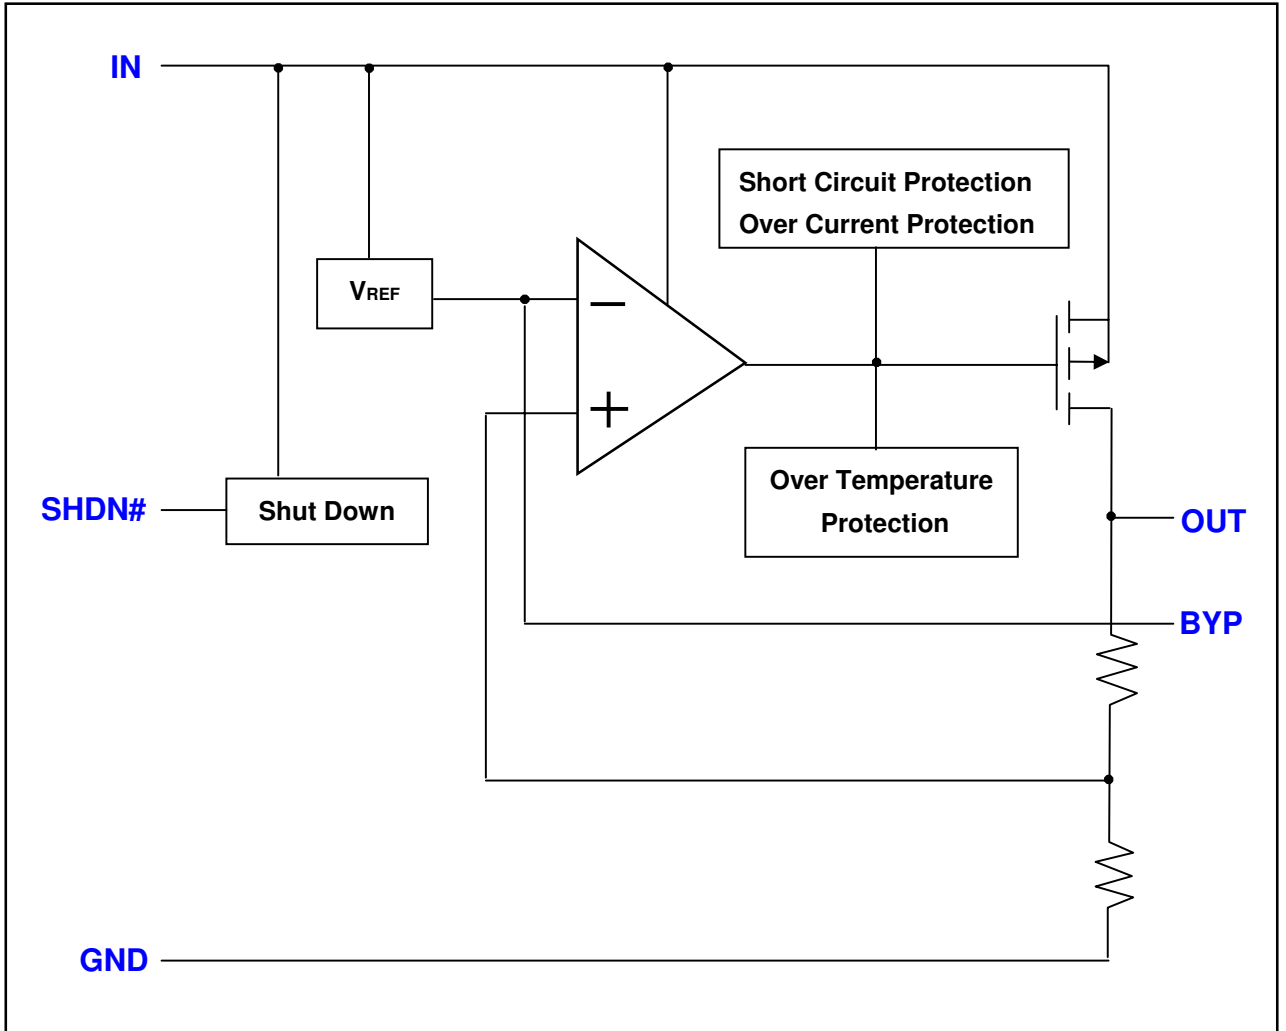 IN
Short Circuit Protection
Over Current Protection
VREF
−
+
Over Temperature
Protection
SHDN#
Shut Down
OUT
BYP
GND